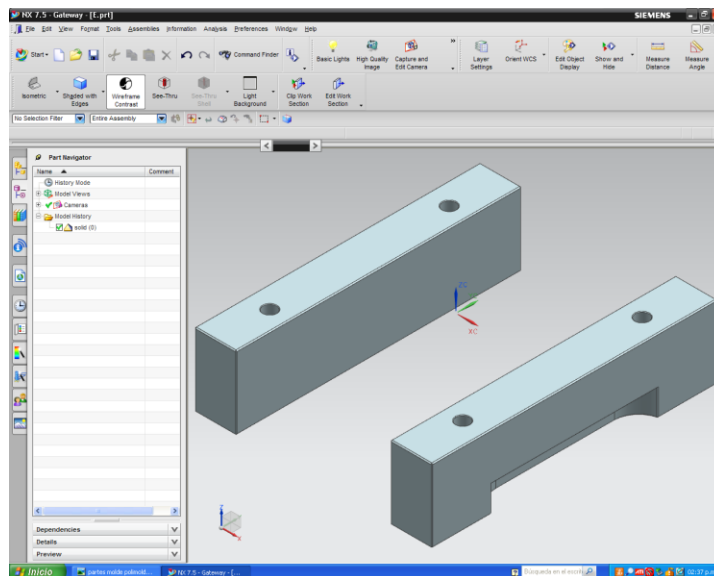 NX 7.5 - Gateway - [E.prt]
SIEMENS
File Edit View Format Tools Assemblies Information Analysis Preferences Window Help
Start
Command Finder
Basic Lights
High Quality Image
Capture and Edit Camera
Layer Settings
Orient WCS
Edit Object Display
Show and Hide
Measure Distance
Measure Angle
Isometric
Shaded with Edges
Wireframe Contrast
See-Thru
See-Thru Shell
Light Background
Clip Work Section
Edit Work Section
No Selection Filter
Entire Assembly
Part Navigator
Name
Comment
History Mode
Model Views
Cameras
Model History
solid (0)
ZC
XC
Z
X
Dependencies
Details
Preview
Inicio
partes molde polimold...
NX 7.5 - Gateway - [...
Búsqueda en el escrit
02:37 p.m.